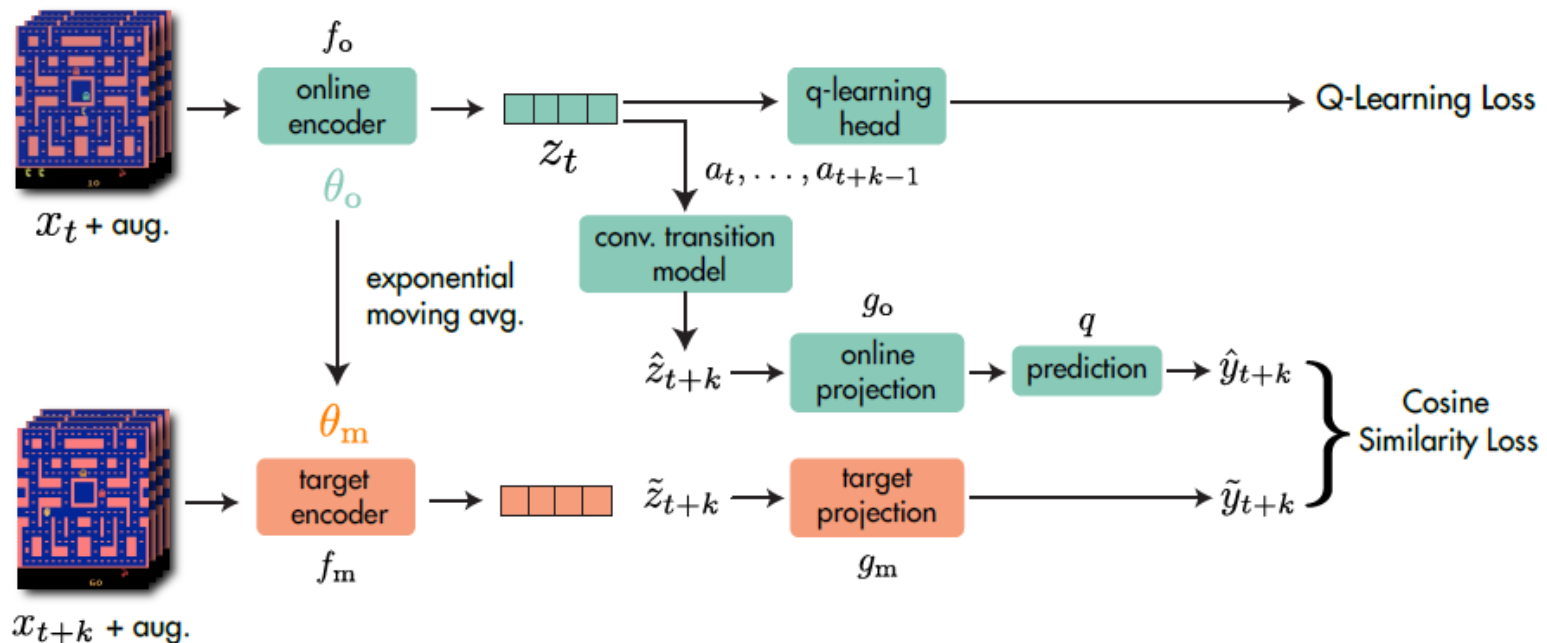 f_o
online
encoder
z_t
q-learning
head
Q-Learning Loss
10
x_t + aug.
θ_o
a_t, . . . , a_{t+k−1}
conv. transition
model
exponential
moving avg.
g_o
q
ẑ_{t+k}
online
projection
prediction
ŷ_{t+k}
Cosine
Similarity Loss
θ_m
target
encoder
z̃_{t+k}
target
projection
ỹ_{t+k}
f_m
g_m
60
x_{t+k} + aug.